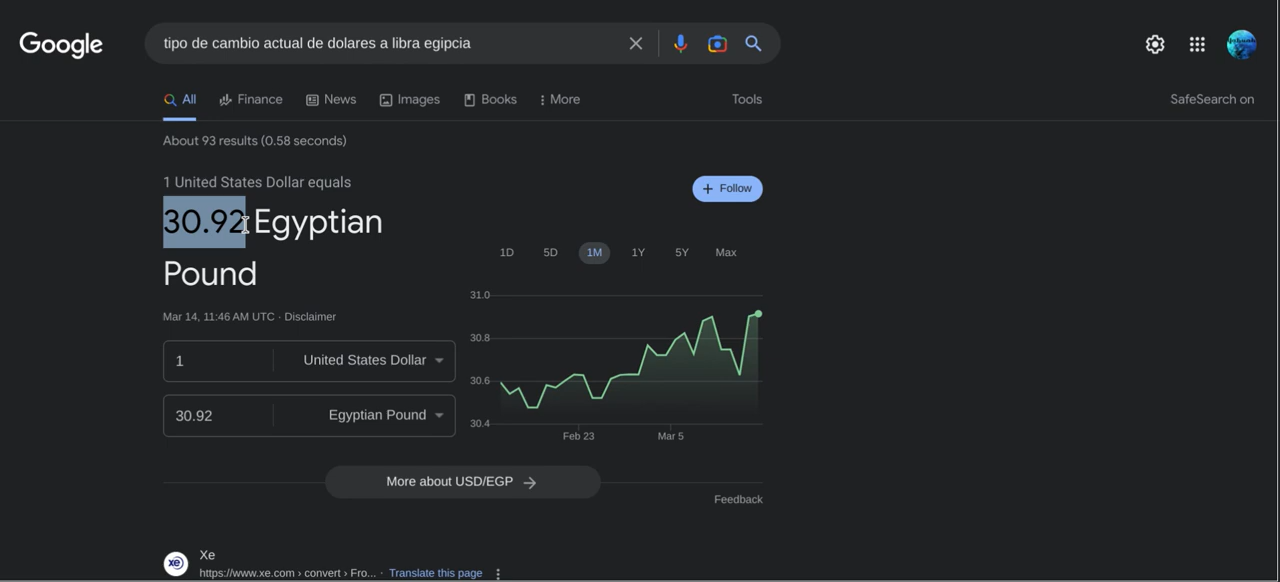 Google
tipo de cambio actual de dolares a libra egipcia
All Finance News Images Books More Tools
SafeSearch on
About 93 results (0.58 seconds)
1 United States Dollar equals
+ Follow
30.92 Egyptian
Pound
Mar 14, 11:46 AM UTC · Disclaimer
1 United States Dollar
30.92 Egyptian Pound
1D 5D 1M 1Y 5Y Max
31.0
30.8
30.6
30.4
Feb 23 Mar 5
More about USD/EGP →
Feedback
xe Xe
https://www.xe.com › convert › Fro... · Translate this page